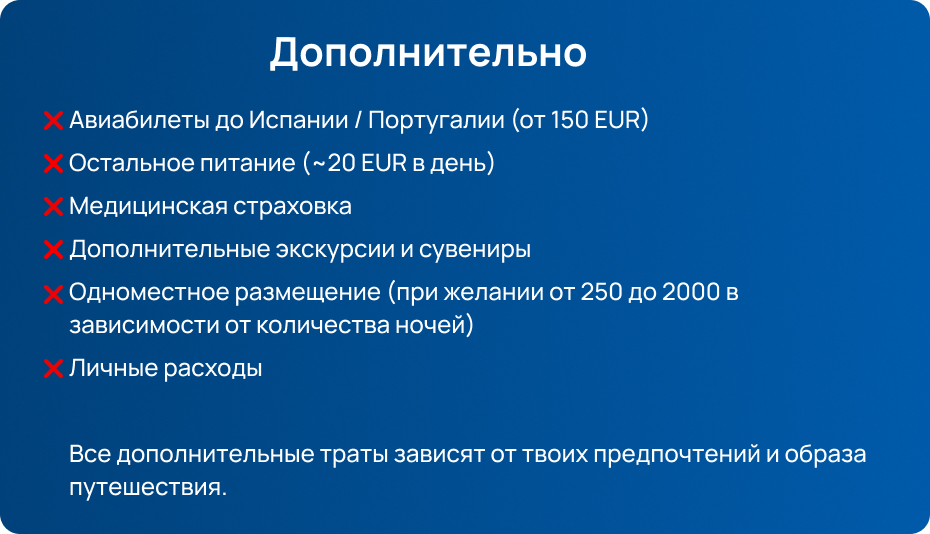 Дополнительно
❌ Авиабилеты до Испании / Португалии (от 150 EUR)
❌ Остальное питание (~20 EUR в день)
❌ Медицинская страховка
❌ Дополнительные экскурсии и сувениры
❌ Одноместное размещение (при желании от 250 до 2000 в
зависимости от количества ночей)
❌ Личные расходы
Все дополнительные траты зависят от твоих предпочтений и образа
путешествия.